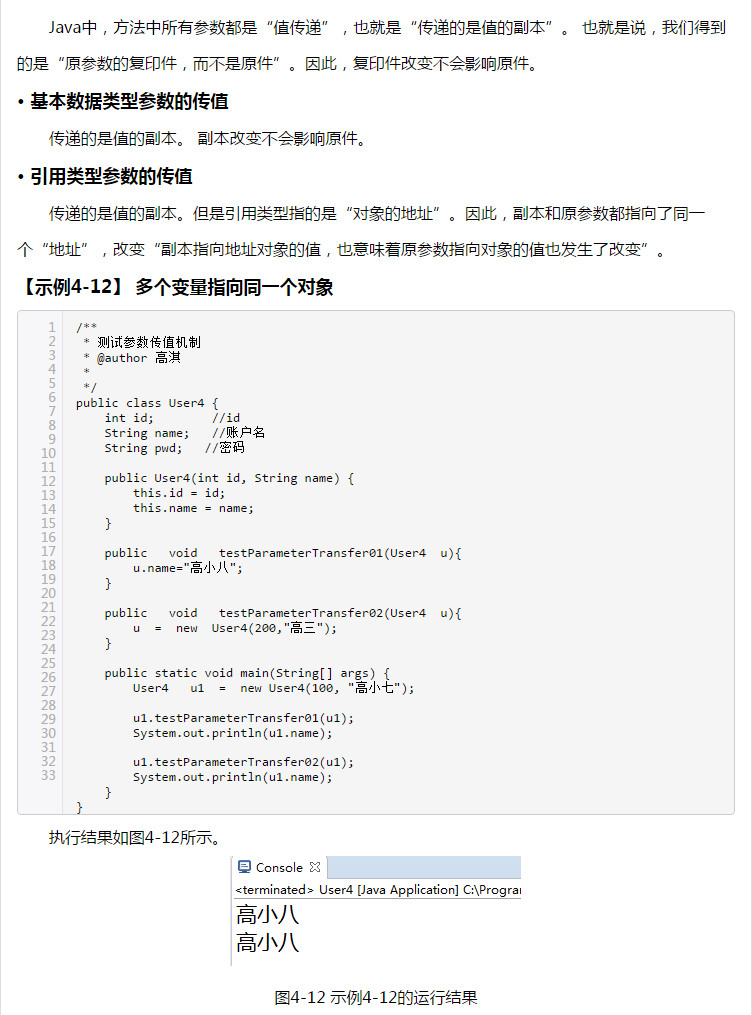 Java中，方法中所有参数都是“值传递”，也就是“传递的是值的副本”。 也就是说，我们得到
的是“原参数的复印件，而不是原件”。因此，复印件改变不会影响原件。
• 基本数据类型参数的传值
传递的是值的副本。 副本改变不会影响原件。
• 引用类型参数的传值
传递的是值的副本。但是引用类型指的是“对象的地址”。因此，副本和原参数都指向了同一
个“地址”，改变“副本指向地址对象的值，也意味着原参数指向对象的值也发生了改变”。
【示例4-12】 多个变量指向同一个对象
1 /**
2  * 测试参数传值机制
3  * @author 高淇
4  *
5  */
6 public class User4 {
7     int id;        //id
8     String name;   //账户名
9     String pwd;   //密码
10
11     public User4(int id, String name) {
12         this.id = id;
13         this.name = name;
14     }
15
16     public   void   testParameterTransfer01(User4  u){
17         u.name="高小八";
18     }
19
20     public   void   testParameterTransfer02(User4  u){
21         u  =  new  User4(200,"高三");
22     }
23
24     public static void main(String[] args) {
25         User4   u1  =  new User4(100, "高小七");
26
27         u1.testParameterTransfer01(u1);
28         System.out.println(u1.name);
29
30         u1.testParameterTransfer02(u1);
31         System.out.println(u1.name);
32     }
33 }
执行结果如图4-12所示。
Console
<terminated> User4 [Java Application] C:\Progran
高小八
高小八
图4-12 示例4-12的运行结果